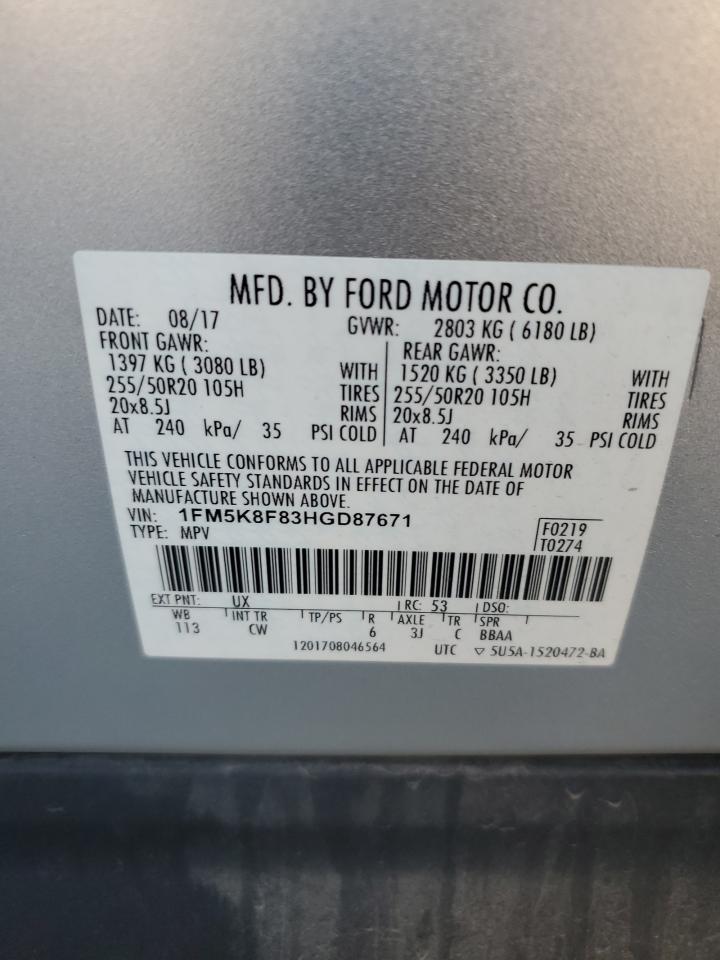 MFD. BY FORD MOTOR CO.
DATE: 08/17 GVWR: 2803 KG ( 6180 LB)
FRONT GAWR: REAR GAWR:
1397 KG ( 3080 LB) WITH 1520 KG ( 3350 LB) WITH
255/50R20 105H TIRES 255/50R20 105H TIRES
20x8.5J RIMS 20x8.5J RIMS
AT 240 kPa/ 35 PSI COLD AT 240 kPa/ 35 PSI COLD
THIS VEHICLE CONFORMS TO ALL APPLICABLE FEDERAL MOTOR
VEHICLE SAFETY STANDARDS IN EFFECT ON THE DATE OF
MANUFACTURE SHOWN ABOVE.
VIN: 1FM5K8F83HGD87671 F0219
TYPE: MPV T0274
EXT PNT: UX RC: 53 DSO:
WB INT TR TP/PS R AXLE TR SPR
113 CW 6 3J C BBAA
1201708046564 UTC ▽ 5U5A-1520472-BA